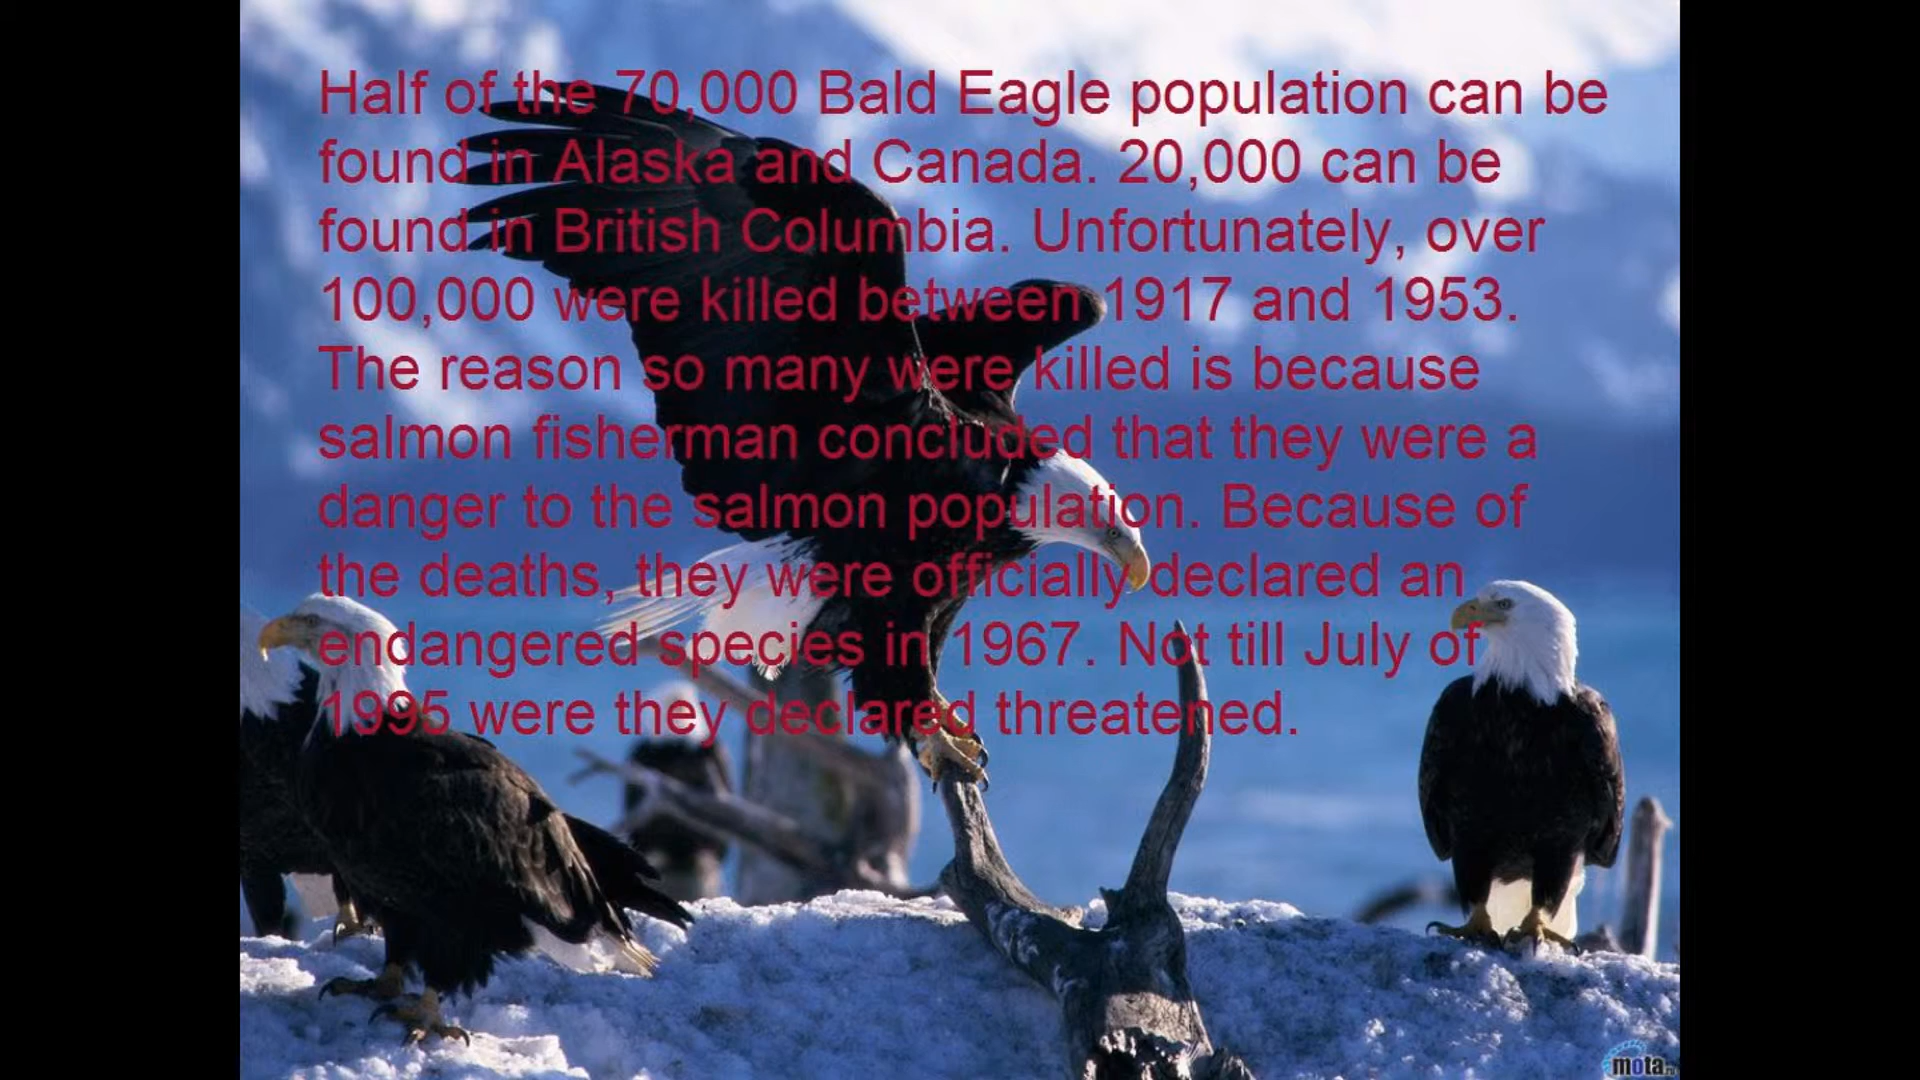 Half of the 70,000 Bald Eagle population can be
found in Alaska and Canada. 20,000 can be
found in British Columbia. Unfortunately, over
100,000 were killed between 1917 and 1953.
The reason so many were killed is because
salmon fisherman concluded that they were a
danger to the salmon population. Because of
the deaths, they were officially declared an
endangered species in 1967. Not till July of
1995 were they declared threatened.
mota.ru